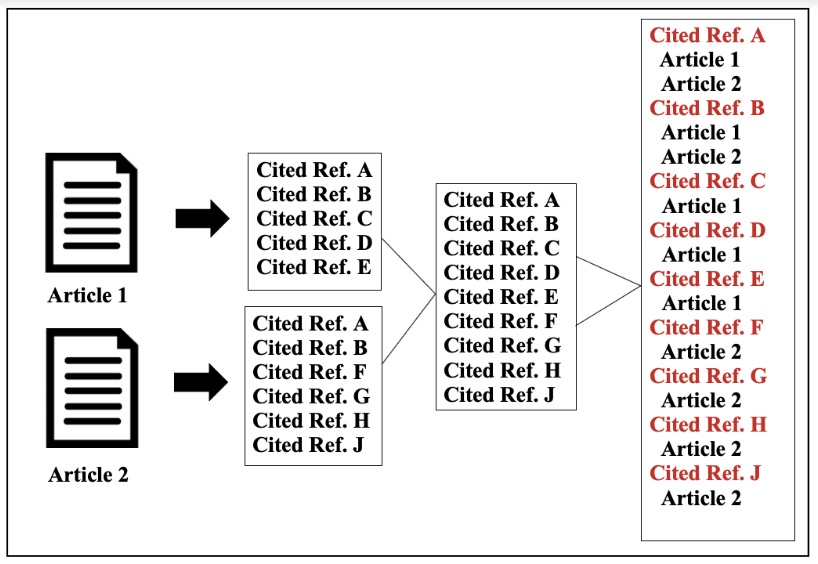 Article 1
Cited Ref. A
Cited Ref. B
Cited Ref. C
Cited Ref. D
Cited Ref. E
Article 2
Cited Ref. A
Cited Ref. B
Cited Ref. F
Cited Ref. G
Cited Ref. H
Cited Ref. J
Cited Ref. A
Cited Ref. B
Cited Ref. C
Cited Ref. D
Cited Ref. E
Cited Ref. F
Cited Ref. G
Cited Ref. H
Cited Ref. J
Cited Ref. A
Article 1
Article 2
Cited Ref. B
Article 1
Article 2
Cited Ref. C
Article 1
Cited Ref. D
Article 1
Cited Ref. E
Article 1
Cited Ref. F
Article 2
Cited Ref. G
Article 2
Cited Ref. H
Article 2
Cited Ref. J
Article 2